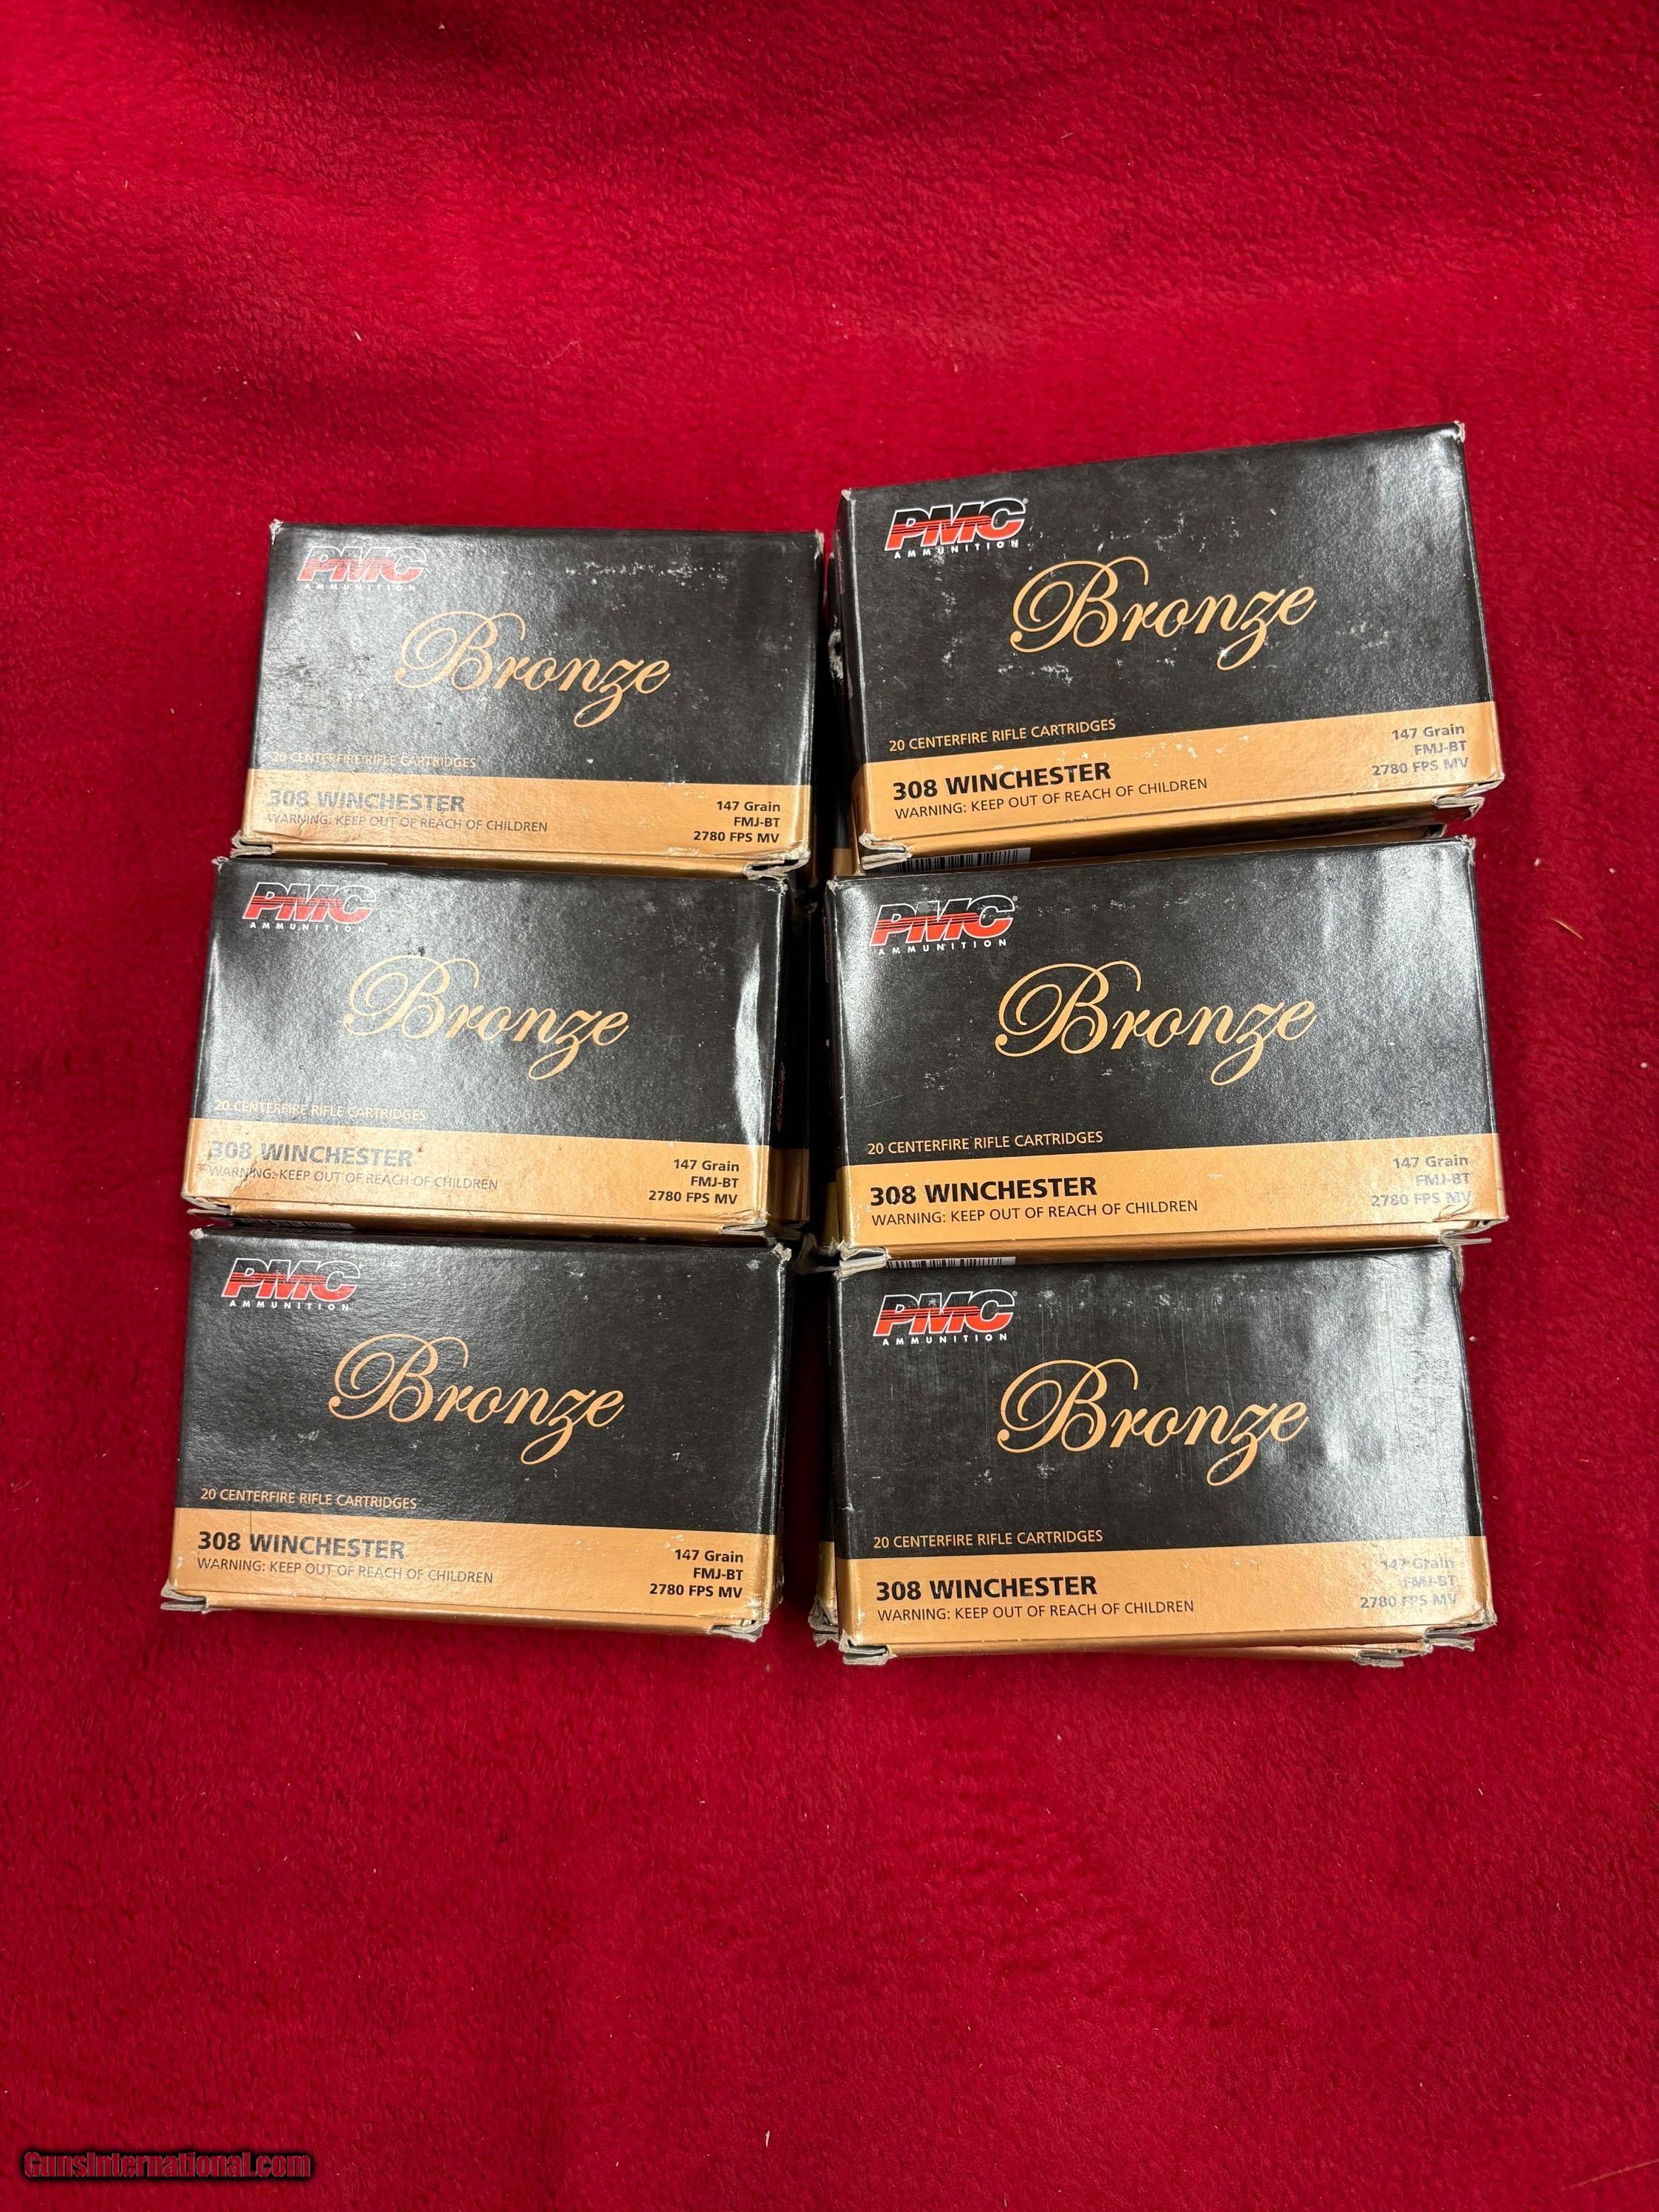 PMC
AMMUNITION
Bronze
20 CENTERFIRE RIFLE CARTRIDGES
308 WINCHESTER
WARNING: KEEP OUT OF REACH OF CHILDREN
147 Grain
FMJ-BT
2780 FPS MV
PMC®
AMMUNITION
Bronze
20 CENTERFIRE RIFLE CARTRIDGES
308 WINCHESTER
WARNING: KEEP OUT OF REACH OF CHILDREN
147 Grain
FMJ-BT
2780 FPS MV
PMC
AMMUNITION
Bronze
20 CENTERFIRE RIFLE CARTRIDGES
308 WINCHESTER
WARNING: KEEP OUT OF REACH OF CHILDREN
147 Grain
FMJ-BT
2780 FPS MV
PMC®
AMMUNITION
Bronze
20 CENTERFIRE RIFLE CARTRIDGES
308 WINCHESTER
WARNING: KEEP OUT OF REACH OF CHILDREN
147 Grain
FMJ-BT
2780 FPS MV
PMC
AMMUNITION
Bronze
20 CENTERFIRE RIFLE CARTRIDGES
308 WINCHESTER
WARNING: KEEP OUT OF REACH OF CHILDREN
147 Grain
FMJ-BT
2780 FPS MV
PMC®
AMMUNITION
Bronze
20 CENTERFIRE RIFLE CARTRIDGES
308 WINCHESTER
WARNING: KEEP OUT OF REACH OF CHILDREN
147 Grain
FMJ-BT
2780 FPS MV
GunsInternational.com